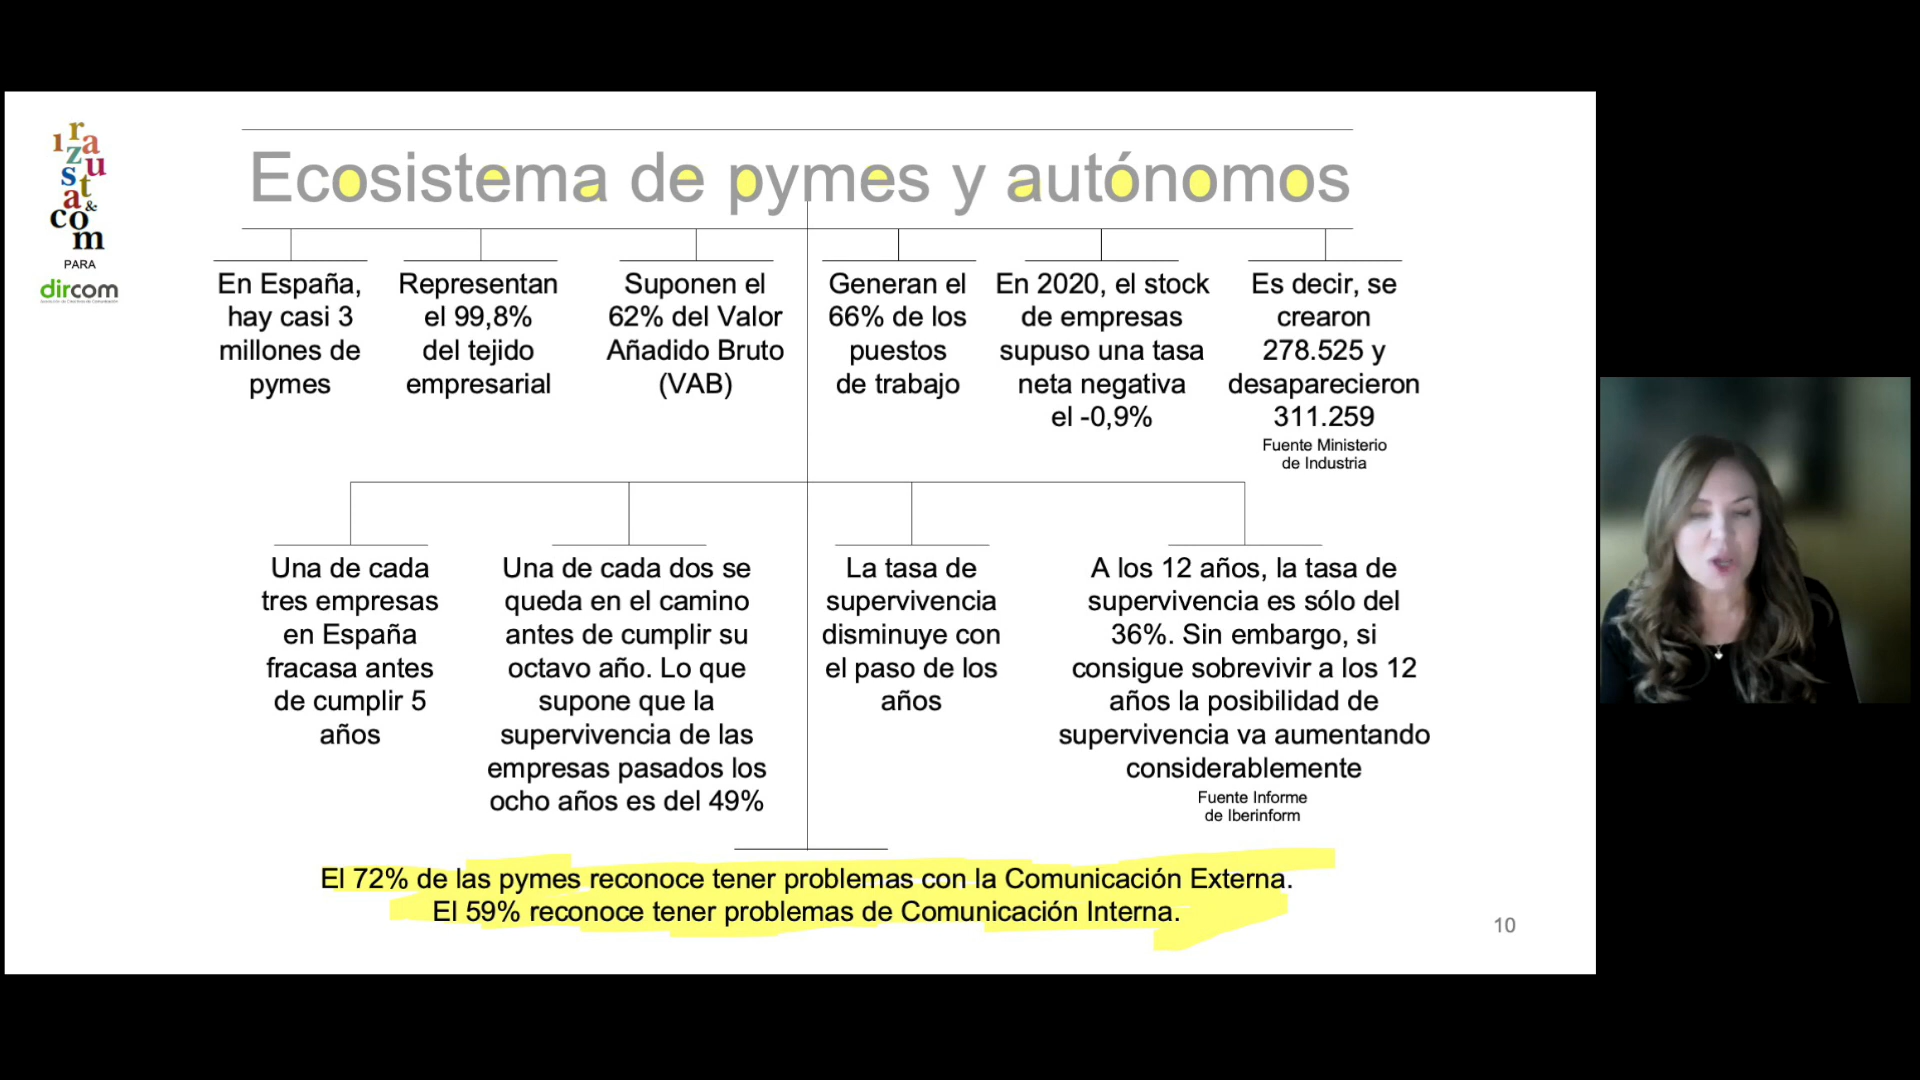 irazusta&com
PARA
dircom
Ecosistema de pymes y autónomos
En España,
hay casi 3
millones de
pymes
Representan
el 99,8%
del tejido
empresarial
Suponen el
62% del Valor
Añadido Bruto
(VAB)
Generan el
66% de los
puestos
de trabajo
En 2020, el stock
de empresas
supuso una tasa
neta negativa
el -0,9%
Es decir, se
crearon
278.525 y
desaparecieron
311.259
Fuente Ministerio
de Industria
Una de cada
tres empresas
en España
fracasa antes
de cumplir 5
años
Una de cada dos se
queda en el camino
antes de cumplir su
octavo año. Lo que
supone que la
supervivencia de las
empresas pasados los
ocho años es del 49%
La tasa de
supervivencia
disminuye con
el paso de los
años
A los 12 años, la tasa de
supervivencia es sólo del
36%. Sin embargo, si
consigue sobrevivir a los 12
años la posibilidad de
supervivencia va aumentando
considerablemente
Fuente Informe
de Iberinform
El 72% de las pymes reconoce tener problemas con la Comunicación Externa.
El 59% reconoce tener problemas de Comunicación Interna.
10